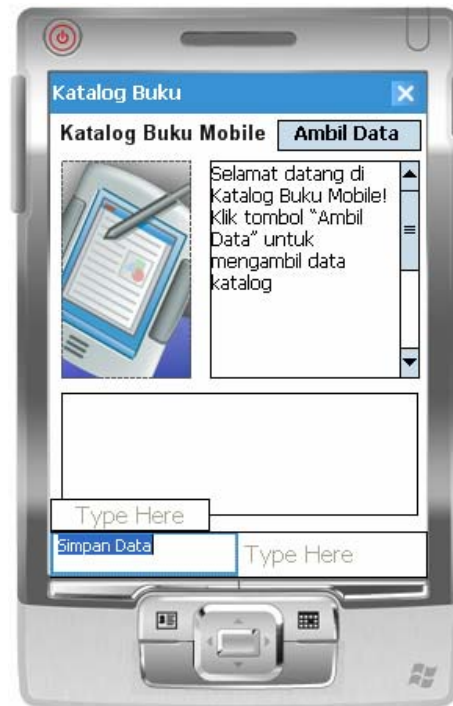 Katalog Buku
Katalog Buku Mobile
Ambil Data
Selamat datang di
Katalog Buku Mobile!
Klik tombol “Ambil
Data” untuk
mengambil data
katalog
Type Here
Simpan Data
Type Here